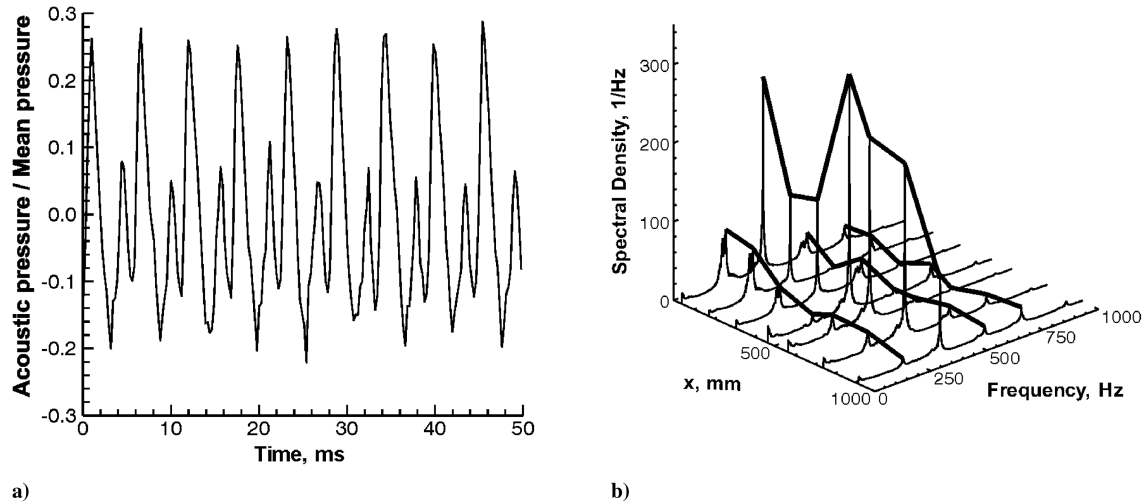 0.3
0.2
0.1
0.0
-0.1
-0.2
-0.3
Acoustic pressure / Mean pressure
0 10 20 30 40 50
Time, ms
a)
300
200
100
0
Spectral Density, 1/Hz
500
1000
x, mm
0
250
500
750
1000
Frequency, Hz
b)